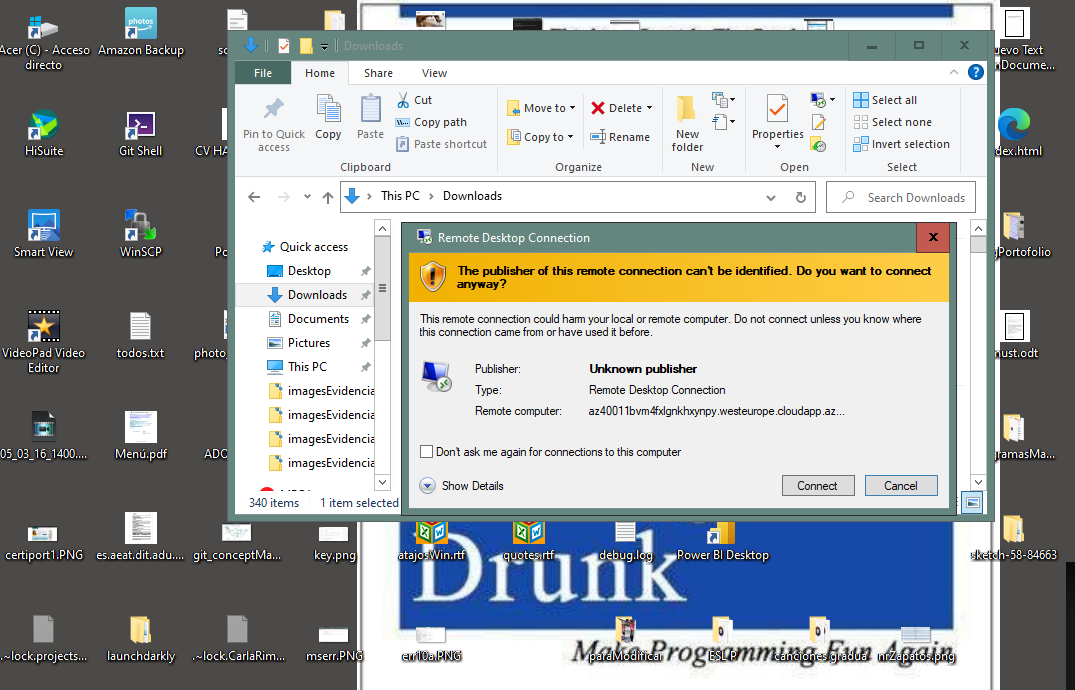 Acer (C) - Acceso
directo
Amazon Backup
Downloads
uevo Text
nDocume...
File
Home
Share
View
Pin to Quick
access
Copy
Paste
Cut
Copy path
Paste shortcut
Clipboard
Move to
Copy to
Delete
Rename
Organize
New
folder
New
Properties
Open
Select all
Select none
Invert selection
Select
HiSuite
Git Shell
CV HA
dex.html
This PC
Downloads
Search Downloads
Smart View
WinSCP
Po
gPortofolio
Quick access
Desktop
Downloads
Documents
Pictures
This PC
imagesEvidencia
imagesEvidencia
imagesEvidencia
imagesEvidencia
340 items
1 item selected
Remote Desktop Connection
The publisher of this remote connection can't be identified. Do you want to connect
anyway?
This remote connection could harm your local or remote computer. Do not connect unless you know where
this connection came from or have used it before.
Publisher:
Unknown publisher
Type:
Remote Desktop Connection
Remote computer:
az40011bvm4fxlgnkhxynpy.westeurope.cloudapp.az...
Don't ask me again for connections to this computer
Show Details
Connect
Cancel
VideoPad Video
Editor
todos.txt
photo_
nust.odt
05_03_16_1400....
Menú.pdf
ADO
gramasMa...
certiport1.PNG
es.aeat.dit.adu....
git_conceptMa...
key.png
atajosWin.rtf
quotes.rtf
debug.log
Power BI Desktop
sketch-58-84663
Drunk
.~lock.projects...
launchdarkly
.~lock.CarlaRim...
mserr.PNG
err10a.PNG
paraModificar
ESL P
canciones.gradua
nrZapatos.png
Make Programming Fun Again